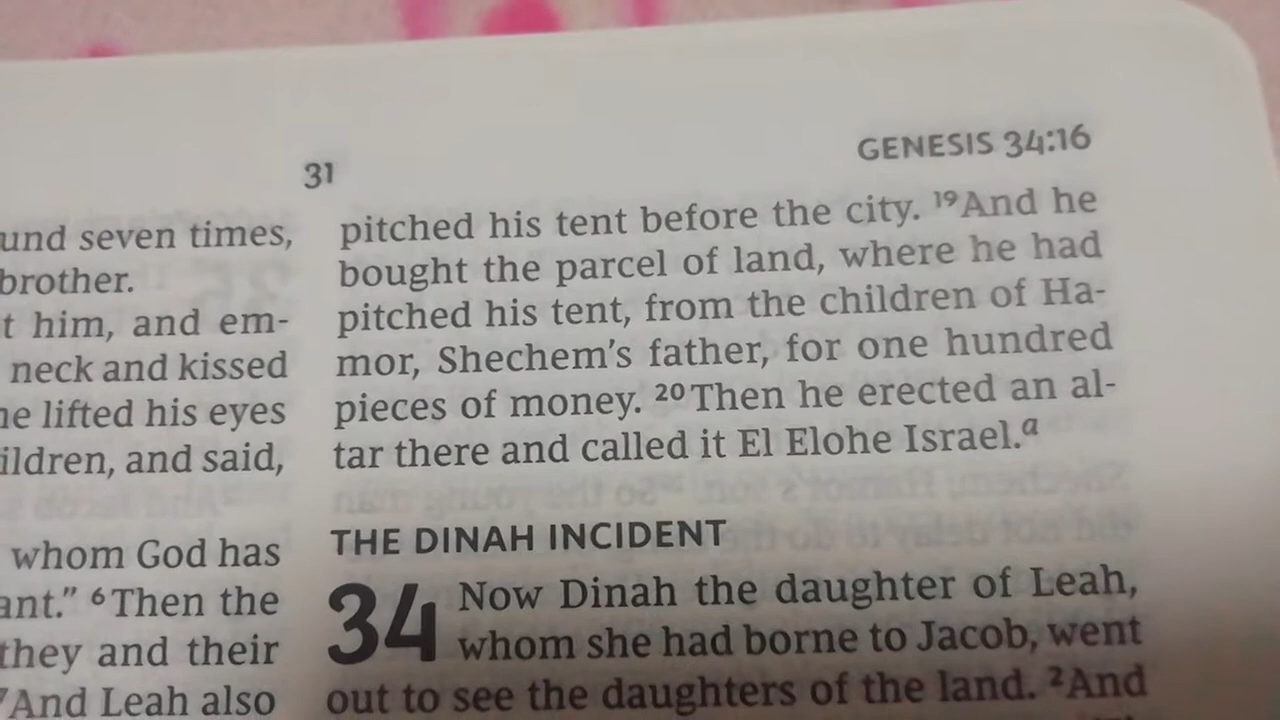 31
GENESIS 34:16
und seven times,
brother.
t him, and em-
neck and kissed
he lifted his eyes
ildren, and said,
whom God has
ant.” ⁶Then the
they and their
⁷And Leah also
pitched his tent before the city. ¹⁹And he
bought the parcel of land, where he had
pitched his tent, from the children of Ha-
mor, Shechem’s father, for one hundred
pieces of money. ²⁰Then he erected an al-
tar there and called it El Elohe Israel.ᵃ
THE DINAH INCIDENT
34 Now Dinah the daughter of Leah,
whom she had borne to Jacob, went
out to see the daughters of the land. ²And